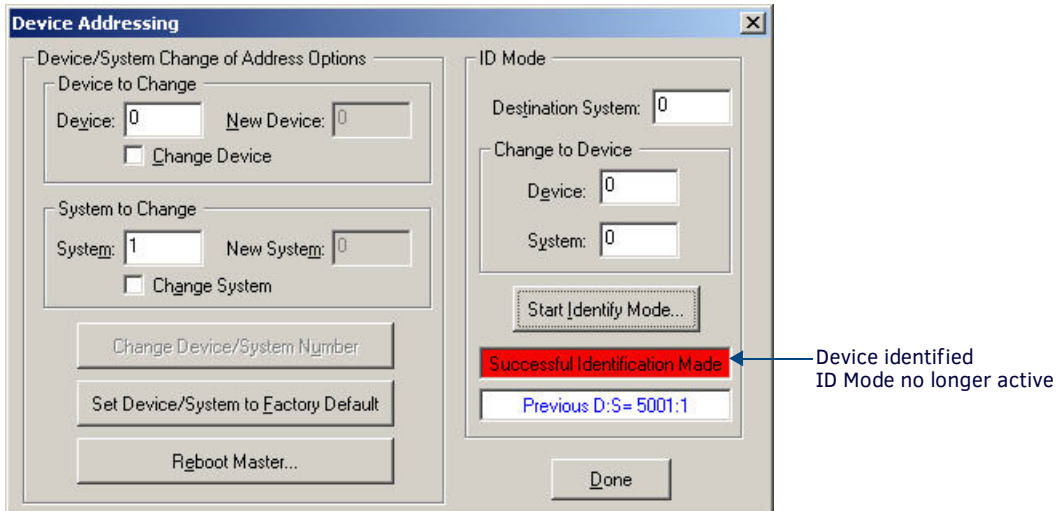 Device Addressing
Device/System Change of Address Options
Device to Change
Device: 0 New Device: 0
Change Device
System to Change
System: 1 New System: 0
Change System
Change Device/System Number
Set Device/System to Factory Default
Reboot Master...
ID Mode
Destination System: 0
Change to Device
Device: 0
System: 0
Start Identify Mode...
Successful Identification Made
Previous D:S= 5001:1
Done
Device identified
ID Mode no longer active